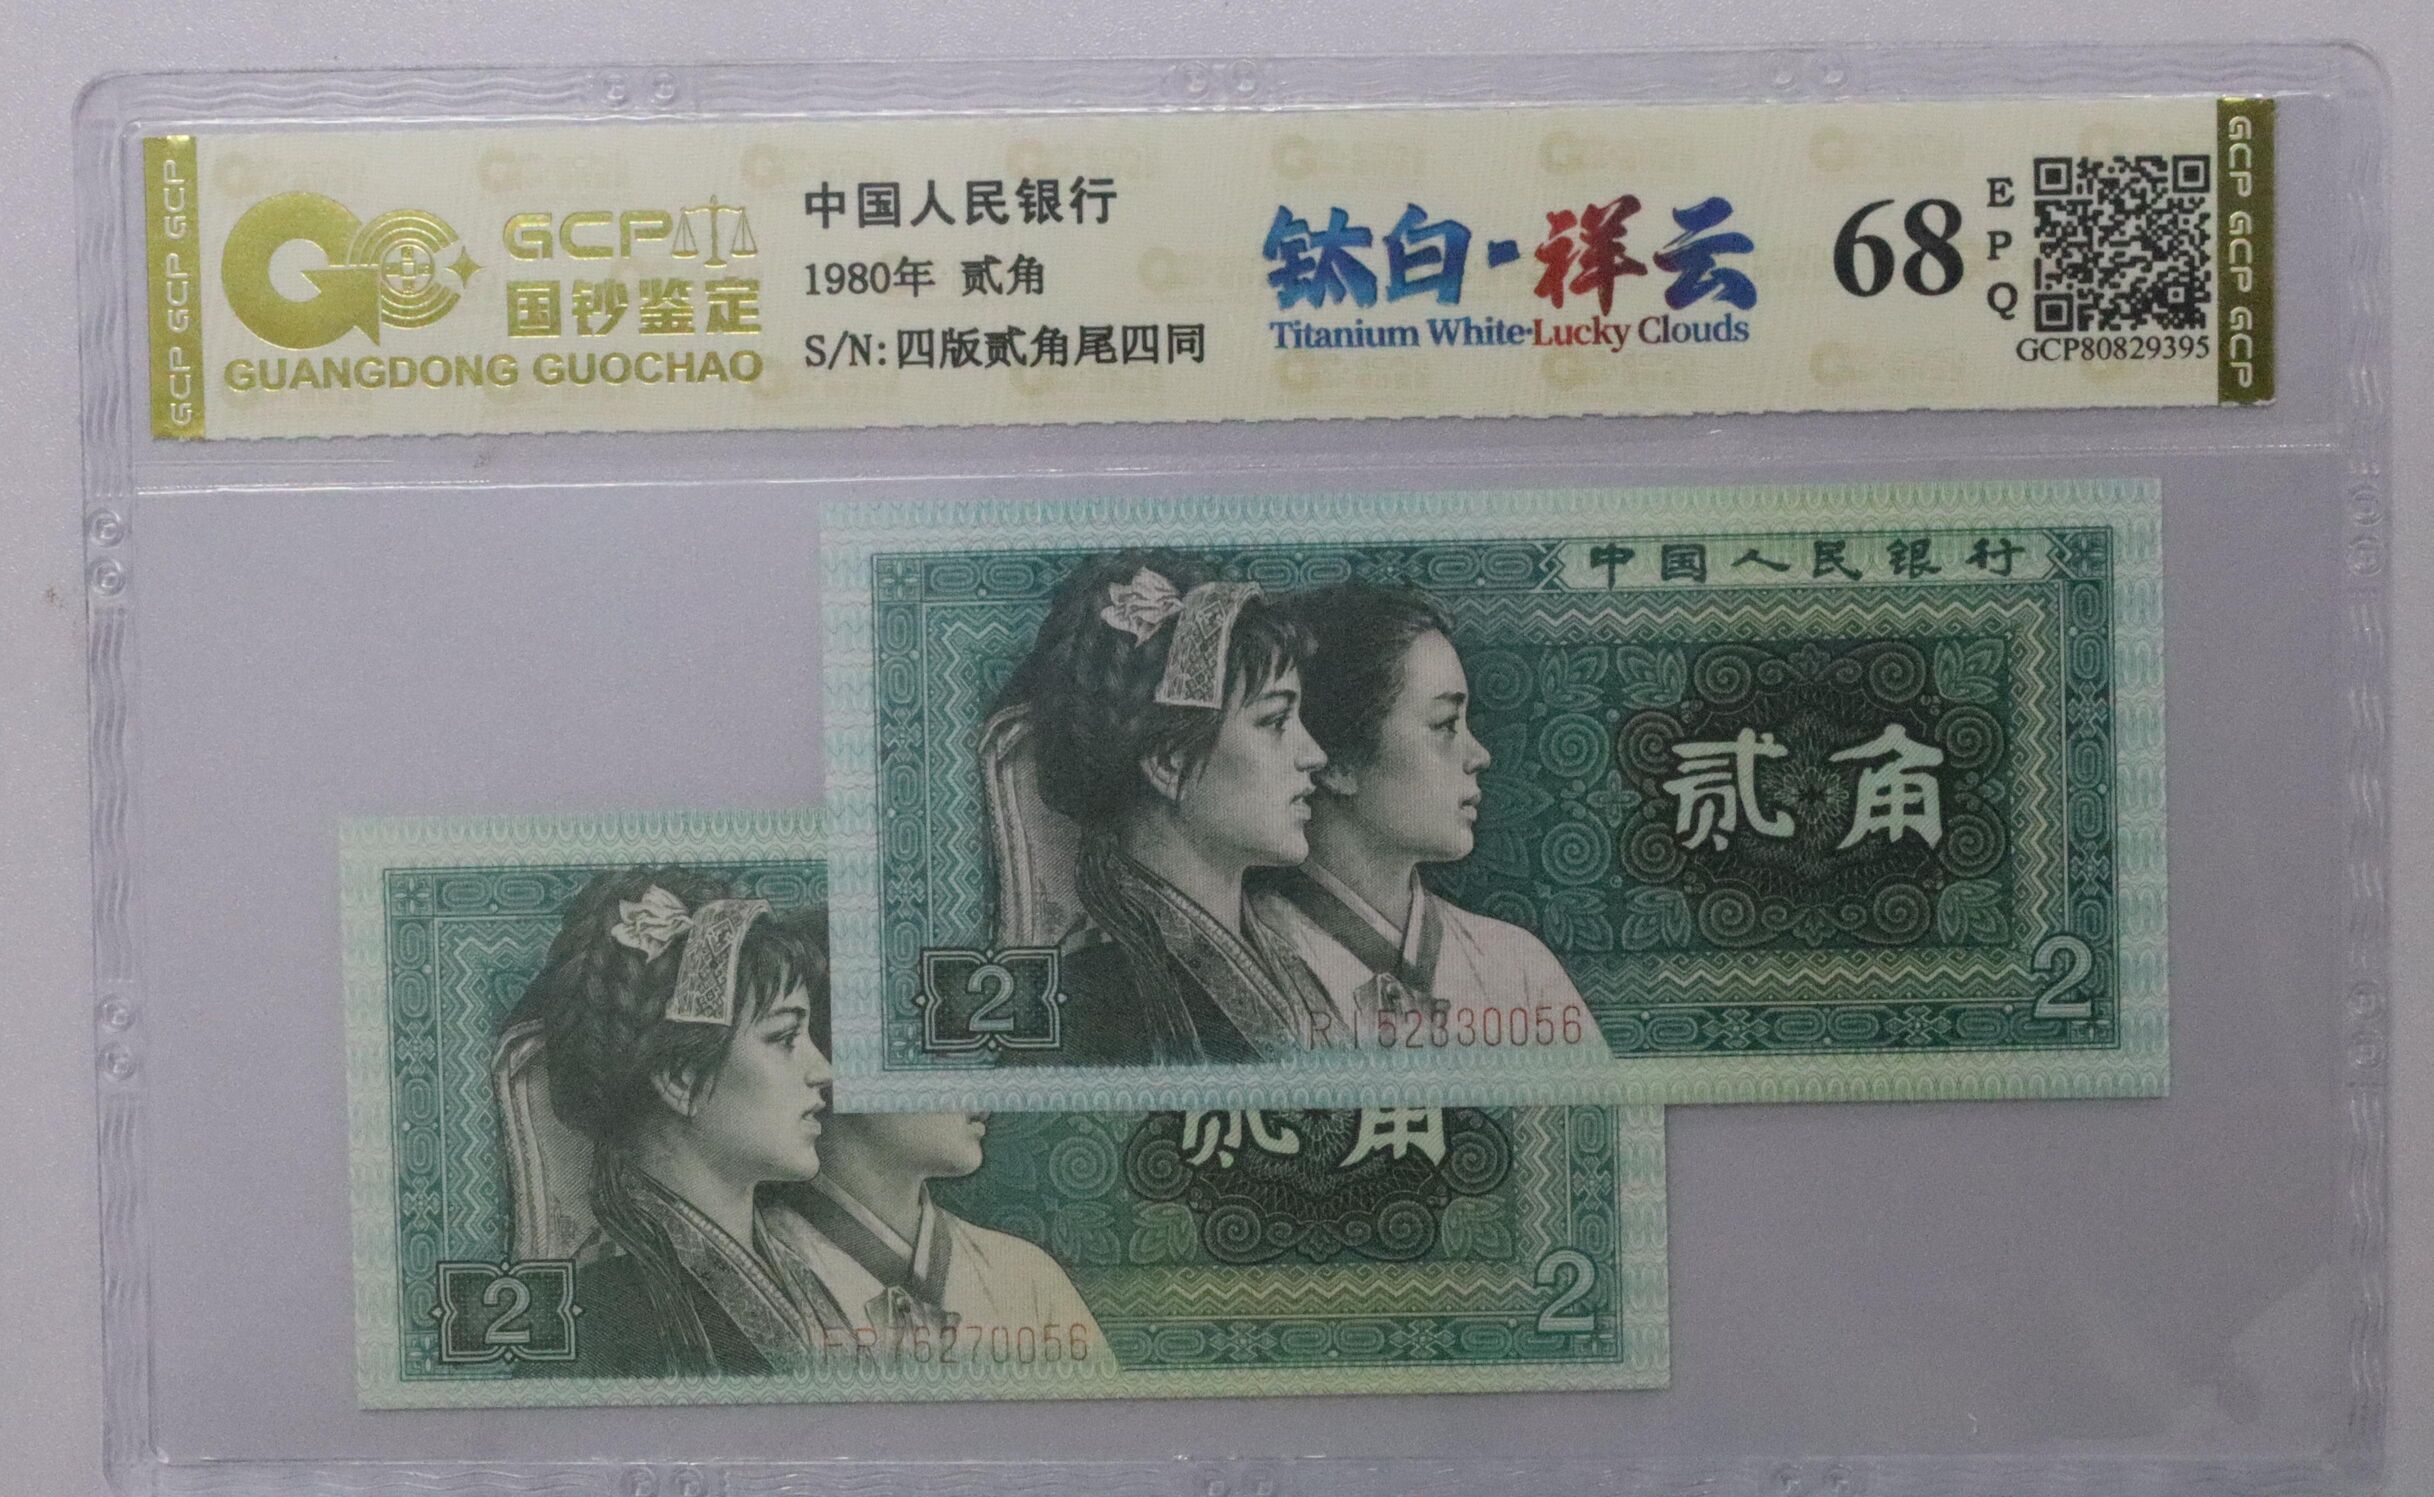 GCP GCP GCP
GCP
国钞鉴定
GUANGDONG GUOCHAO
中国人民银行
1980年 贰角
S/N:四版贰角尾四同
钛白·祥云
Titanium White·Lucky Clouds
68
EPQ
GCP80829395
GCP GCP GCP
中国人民银行
贰角
2
2
RI52330056
贰角
2
2
FR76270056